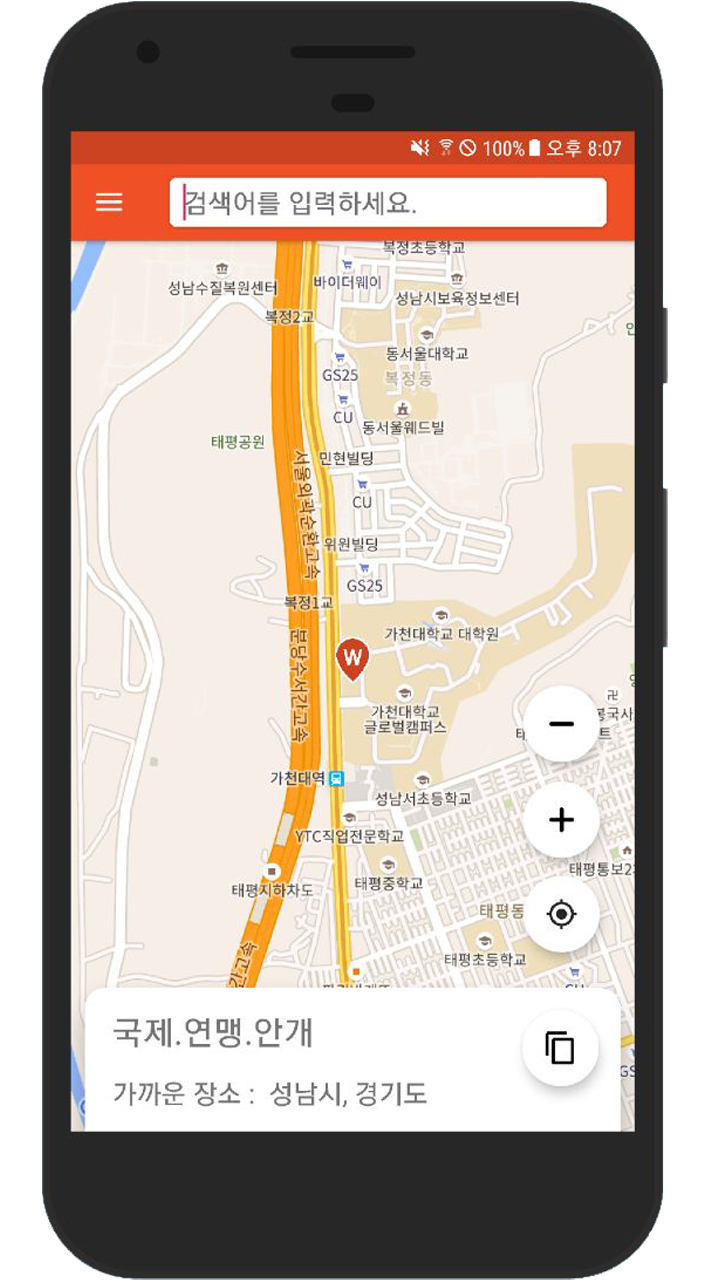 100% 오후 8:07
검색어를 입력하세요.
복정초등학교
바이더웨이
성남수질복원센터
성남시보육정보센터
복정2교
동서울대학교
GS25
복정동
CU
동서울웨드빌
태평공원
민현빌딩
서울외곽순환고속
CU
위원빌딩
GS25
복정1교
가천대학교 대학원
분당수서간고속
W
가천대학교
글로벌캠퍼스
가천대역
성남서초등학교
YTC직업전문학교
태평중학교
태평지하차도
태평동
태평초등학교
국제.연맹.안개
가까운 장소 : 성남시, 경기도